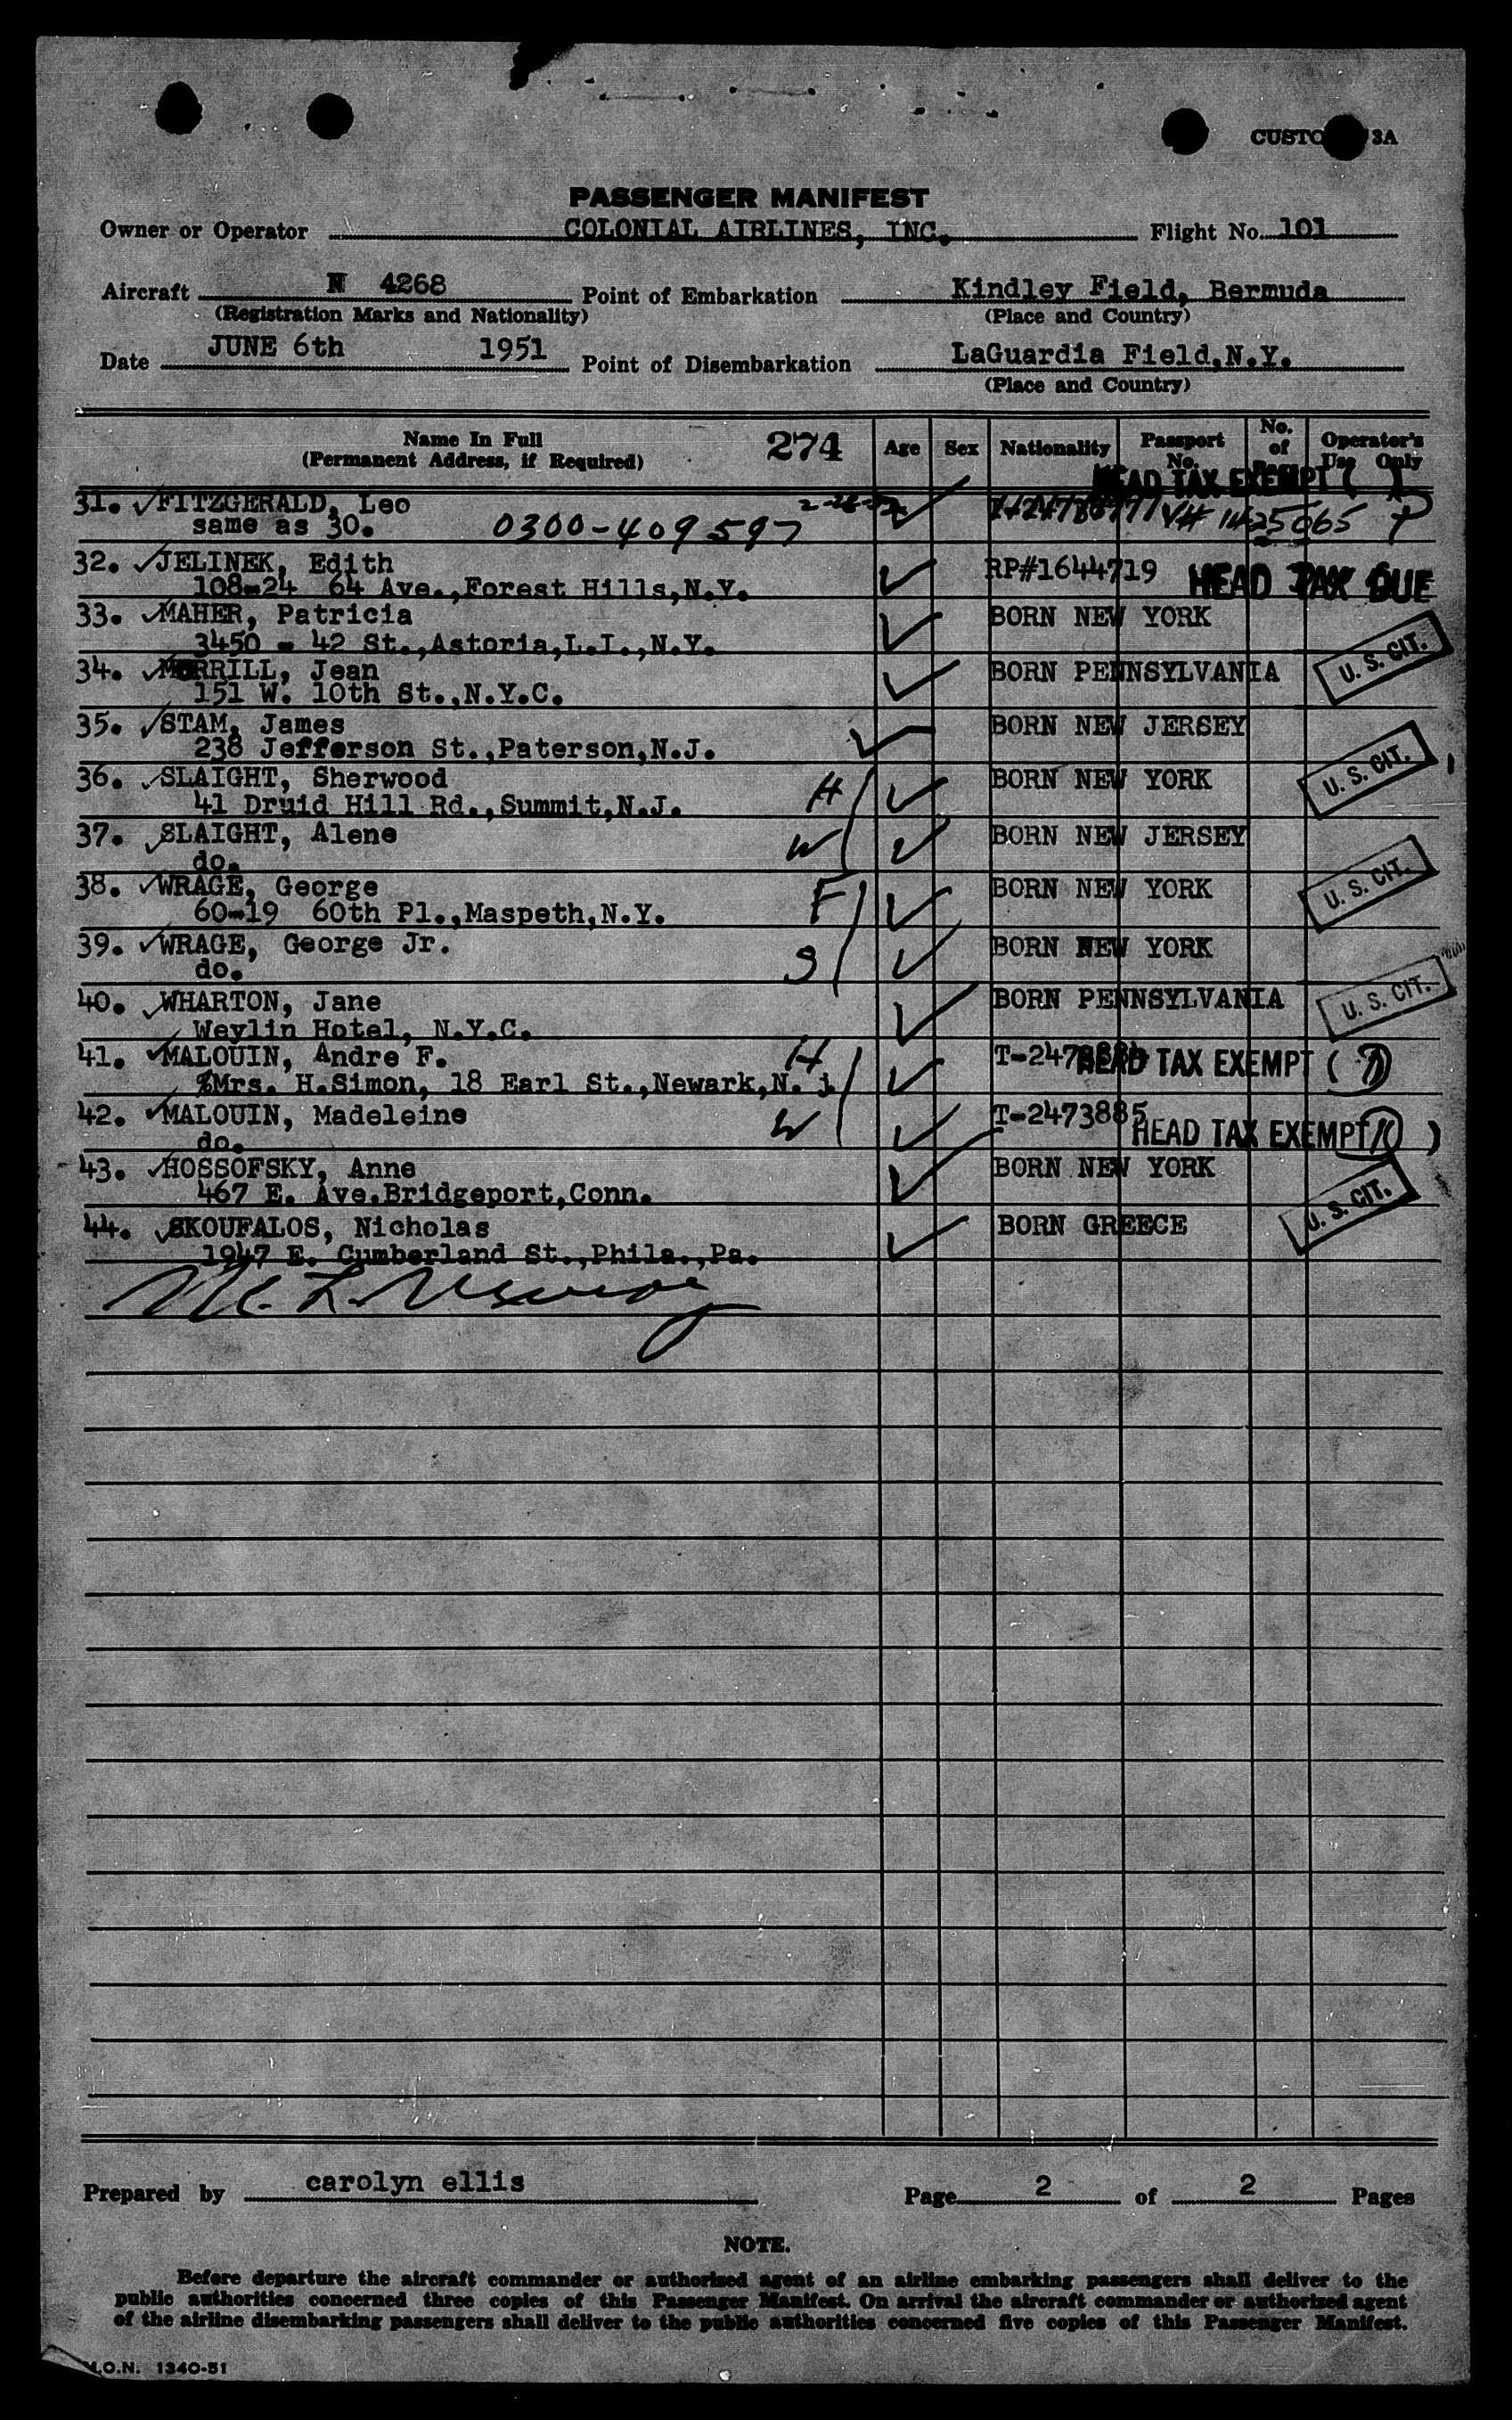 CUSTO 3A
PASSENGER MANIFEST
Owner or Operator COLONIAL AIRLINES, INC. Flight No. 101
Aircraft N 4268 Point of Embarkation Kindley Field, Bermuda
(Registration Marks and Nationality) (Place and Country)
Date JUNE 6th 1951 Point of Disembarkation LaGuardia Field,N.Y.
(Place and Country)
Name In Full 274 Age Sex Nationality Passport No. No. of Operator's Use Only
(Permanent Address, if Required)
HEAD TAX EXEMPT ( )
31. FITZGERALD, Leo
same as 30. 0300-409597 V# 1425065 P
32. JELINEK, Edith RP#1644719 HEAD TAX DUE
108-24 64 Ave.,Forest Hills,N.Y.
33. MAHER, Patricia BORN NEW YORK
3450 - 42 St.,Astoria,L.I.,N.Y. U. S. CIT.
34. MORRILL, Jean BORN PENNSYLVANIA
151 W. 10th St.,N.Y.C.
35. STAM, James BORN NEW JERSEY
238 Jefferson St.,Paterson,N.J. U. S. CIT.
36. SLAIGHT, Sherwood H BORN NEW YORK
41 Druid Hill Rd.,Summit,N.J.
37. SLAIGHT, Alene W BORN NEW JERSEY
do. U. S. CIT.
38. WRAGE, George F BORN NEW YORK
60-19 60th Pl.,Maspeth,N.Y.
39. WRAGE, George Jr. S BORN NEW YORK
do.
40. WHARTON, Jane BORN PENNSYLVANIA U. S. CIT.
Weylin Hotel, N.Y.C.
41. MALOUIN, Andre F. H HEAD TAX EXEMPT (7)
%Mrs. H.Simon, 18 Earl St.,Newark,N. j
42. MALOUIN, Madeleine W T-2473885 HEAD TAX EXEMPT ( )
do.
43. HOSSOFSKY, Anne BORN NEW YORK
467 E. Ave.Bridgeport,Conn. U. S. CIT.
44. SKOUFALOS, Nicholas BORN GREECE
1947 E. Cumberland St.,Phila.,Pa.
Prepared by carolyn ellis Page 2 of 2 Pages
NOTE.
Before departure the aircraft commander or authorized agent of an airline embarking passengers shall deliver to the
public authorities concerned three copies of this Passenger Manifest. On arrival the aircraft commander or authorized agent
of the airline disembarking passengers shall deliver to the public authorities concerned five copies of this Passenger Manifest.
M.O.N. 1340-51